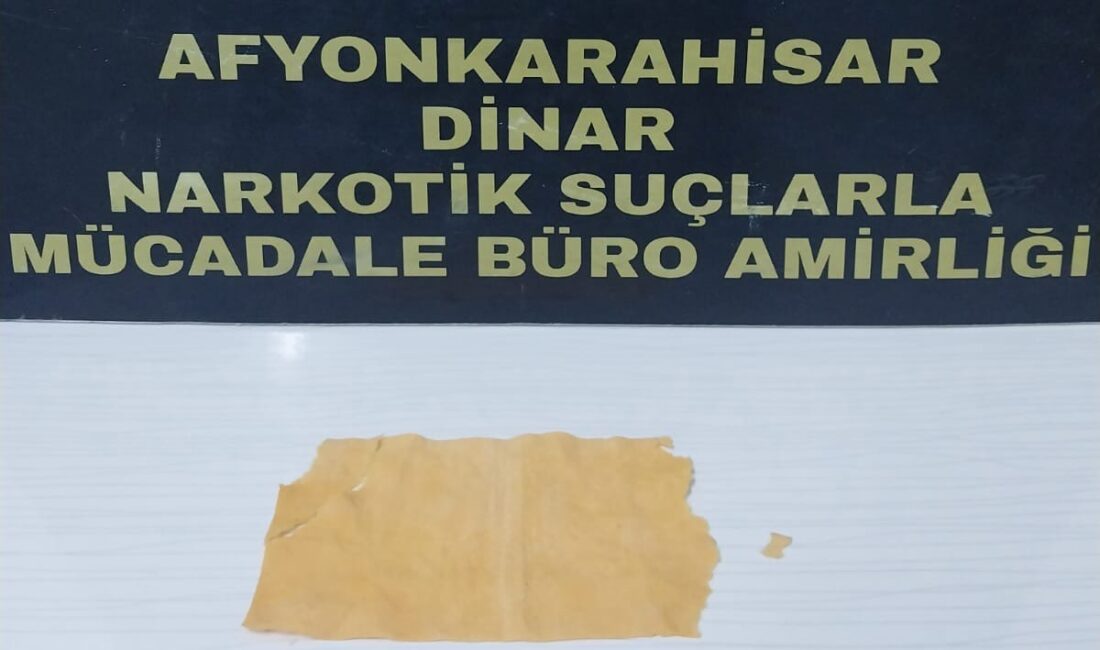 AFYONKARAHİSAR
DİNAR
NARKOTİK SUÇLARLA
MÜCADALE BÜRO AMİRLİĞİ